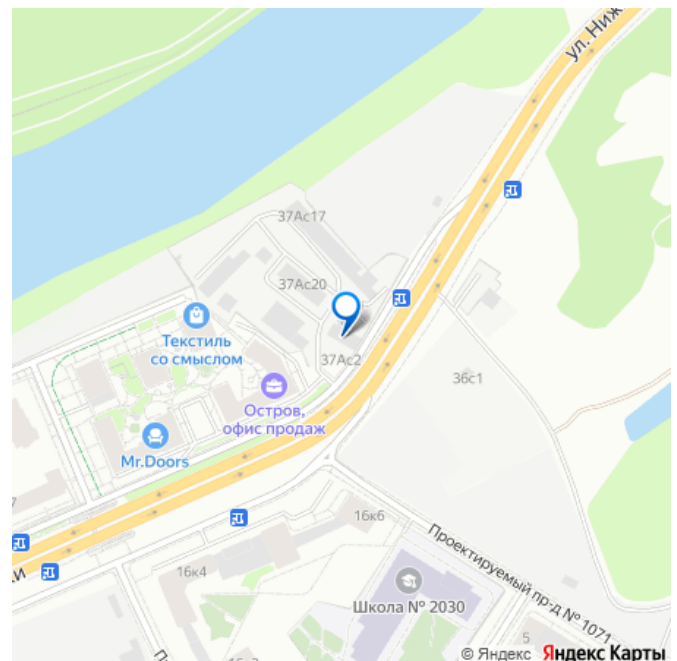 ул. Ниж
37Ас17
37Ас20
Текстиль
со смыслом
37Ас2
36с1
Остров,
офис продаж
Mr.Doors
16к6
Проектируемый пр-д № 1071
16к4
Школа № 2030
5
© Яндекс Яндекс Карты